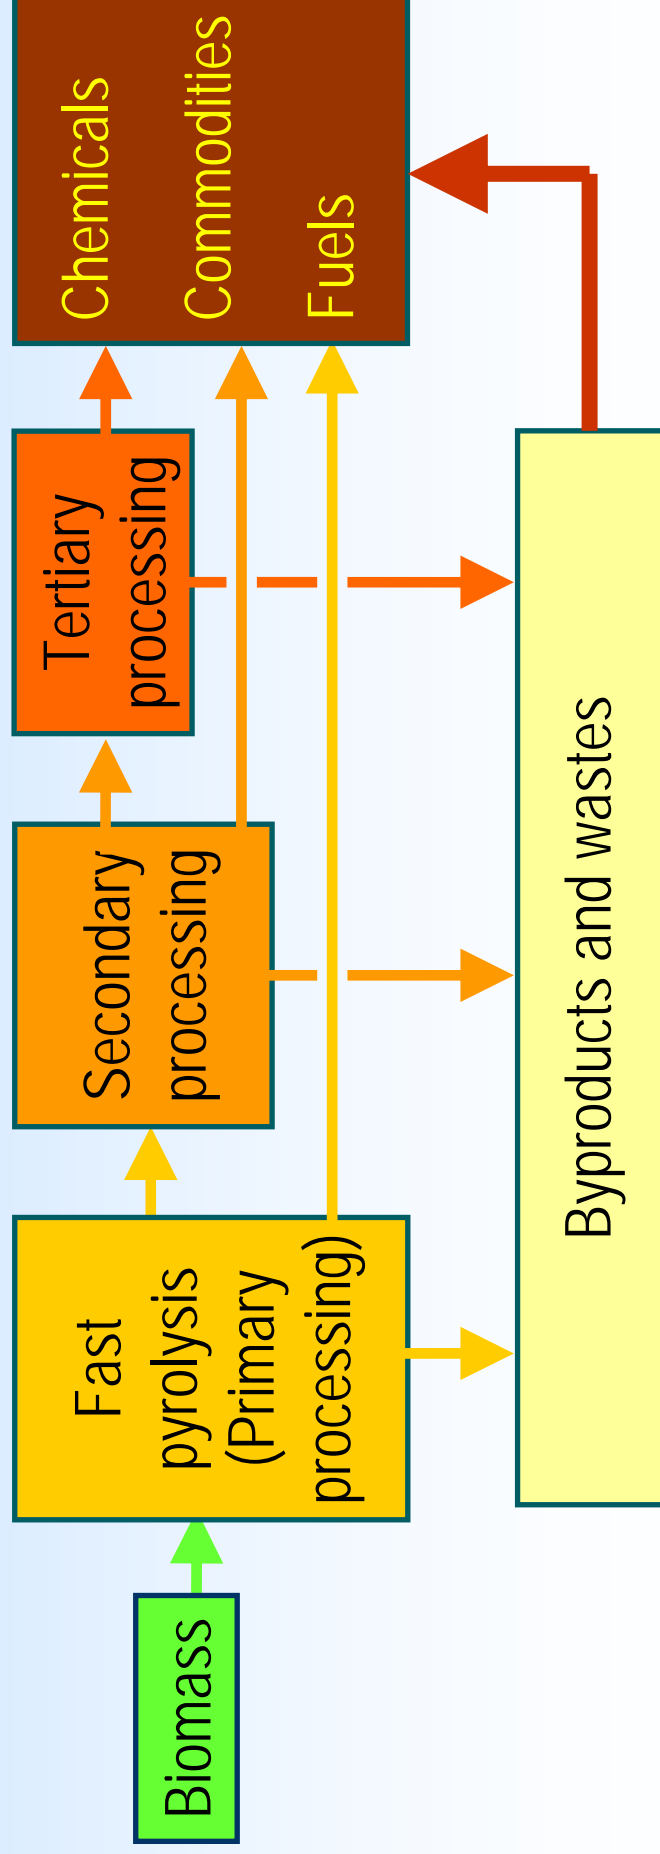 Biomass
Fast
pyrolysis
(Primary
processing)
Secondary
processing
Tertiary
processing
Chemicals
Commodities
Fuels
Byproducts and wastes